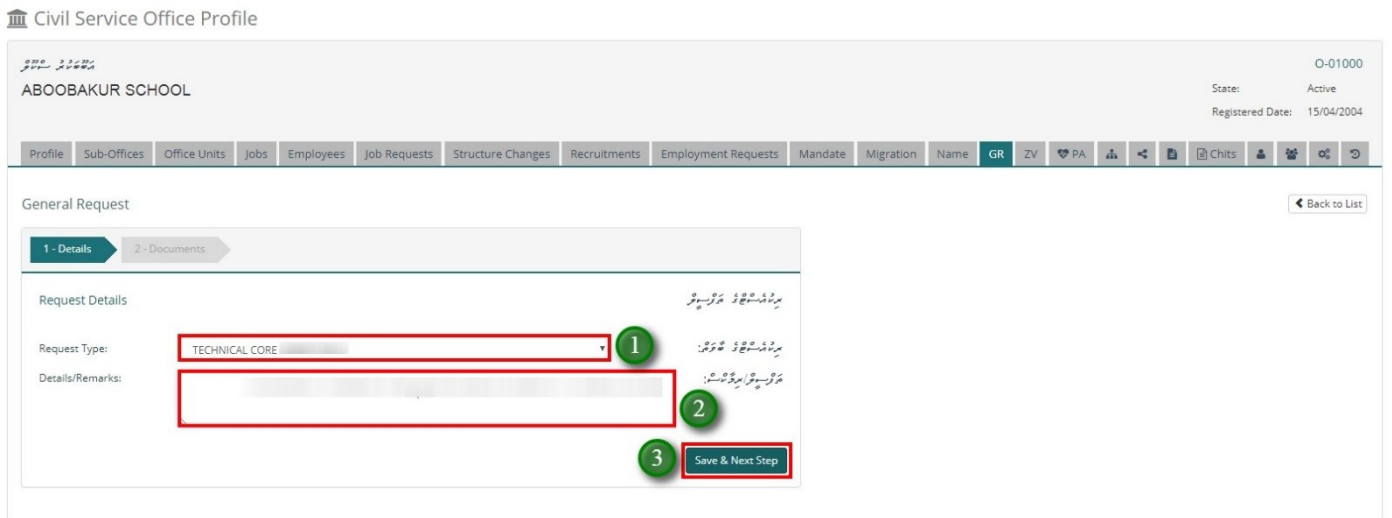 Civil Service Office Profile
އަބޫބަކުރު ސްކޫލް
O-01000
ABOOBAKUR SCHOOL
State: Active
Registered Date: 15/04/2004
Profile Sub-Offices Office Units Jobs Employees Job Requests Structure Changes Recruitments Employment Requests Mandate Migration Name GR ZV PA Chits
General Request
Back to List
1 - Details 2 - Documents
Request Details ރިކުއެސްޓްގެ ތަފްސީލް
Request Type: TECHNICAL CORE 1 ރިކުއެސްޓްގެ ބާވަތް:
Details/Remarks: ތަފްސީލް/ރިމާކްސް:
2
3 Save & Next Step